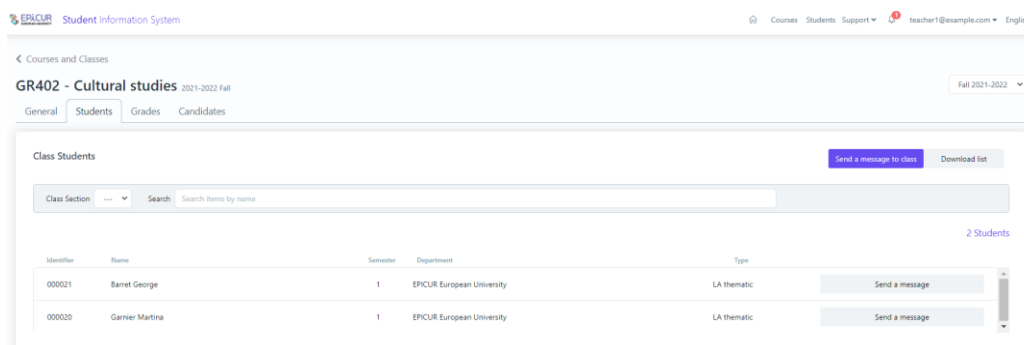 EPICUR
EUROPEAN UNIVERSITY
Student Information System
Courses Students Support teacher1@example.com
Courses and Classes
GR402 - Cultural studies 2021-2022 Fall
Fall 2021-2022
General Students Grades Candidates
Class Students
Send a message to class Download list
Class Section --- Search Search items by name
2 Students
Identifier Name Semester Department Type
000021 Barret George 1 EPICUR European University LA thematic Send a message
000020 Garnier Martina 1 EPICUR European University LA thematic Send a message